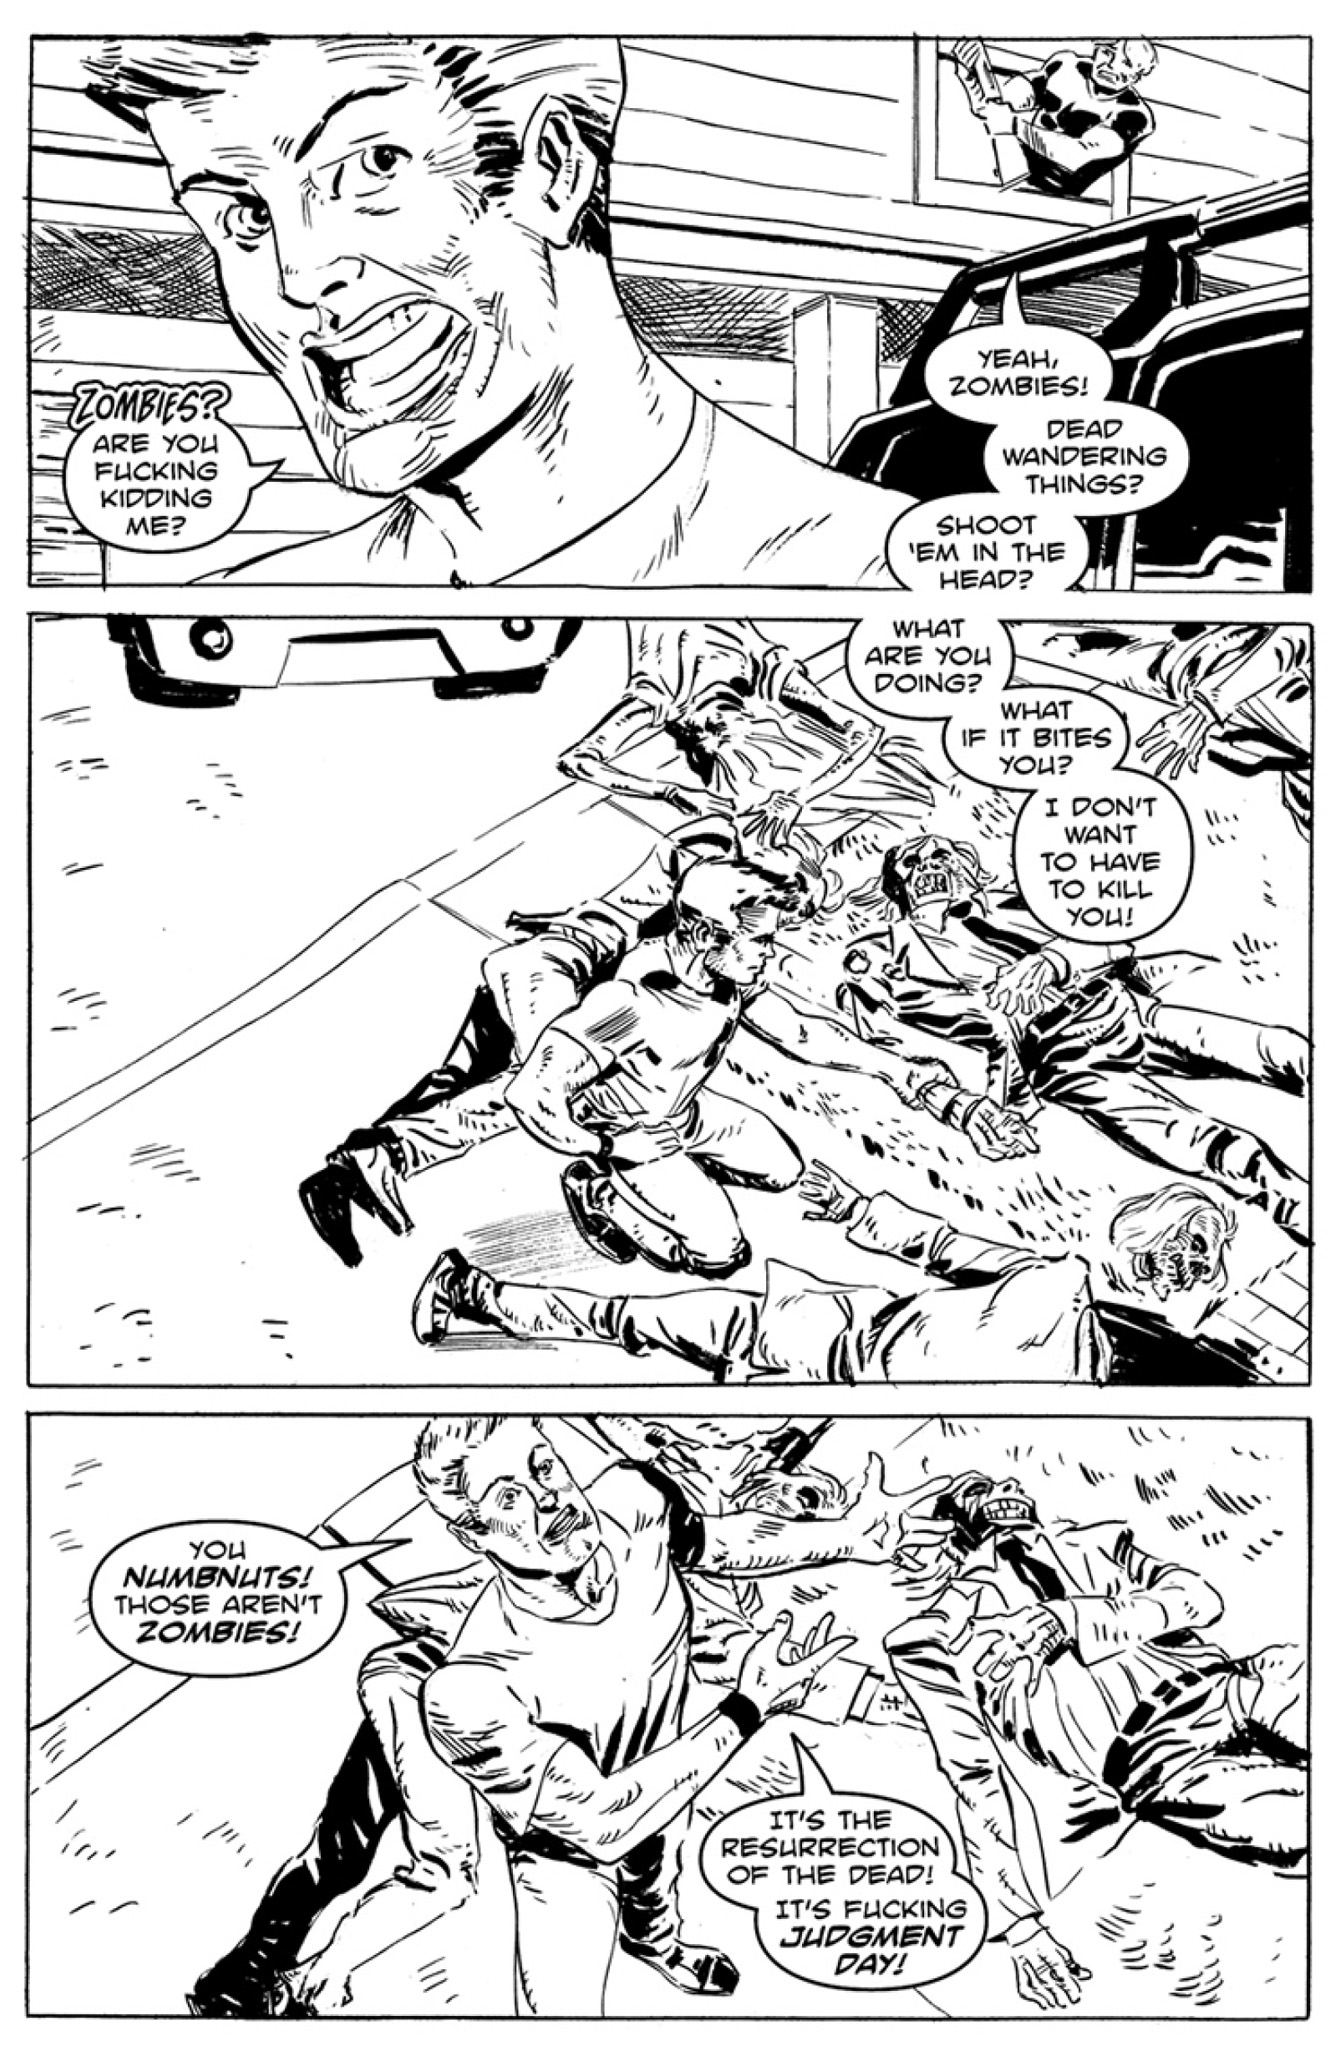 ZOMBIES?
ARE YOU
FUCKING
KIDDING
ME?
YEAH,
ZOMBIES!
DEAD
WANDERING
THINGS?
SHOOT
'EM IN THE
HEAD?
WHAT
ARE YOU
DOING?
WHAT
IF IT BITES
YOU?
I DON'T
WANT
TO HAVE
TO KILL
YOU!
YOU
NUMBNUTS!
THOSE AREN'T
ZOMBIES!
IT'S THE
RESURRECTION
OF THE DEAD!
IT'S FUCKING
JUDGMENT
DAY!